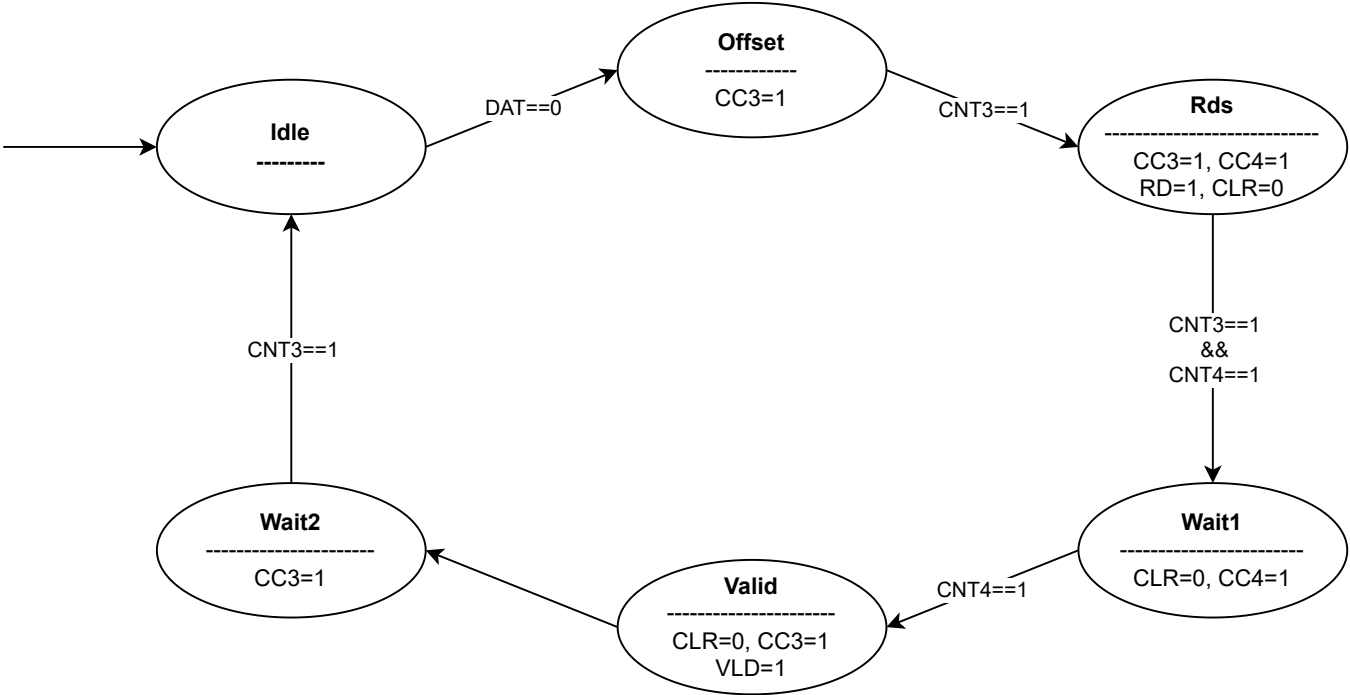 Offset
------------
CC3=1
DAT==0
CNT3==1
Idle
---------
Rds
----------------------------
CC3=1, CC4=1
RD=1, CLR=0
CNT3==1
CNT3==1
&&
CNT4==1
Wait2
----------------------
CC3=1
Wait1
------------------------
CLR=0, CC4=1
CNT4==1
Valid
----------------------
CLR=0, CC3=1
VLD=1